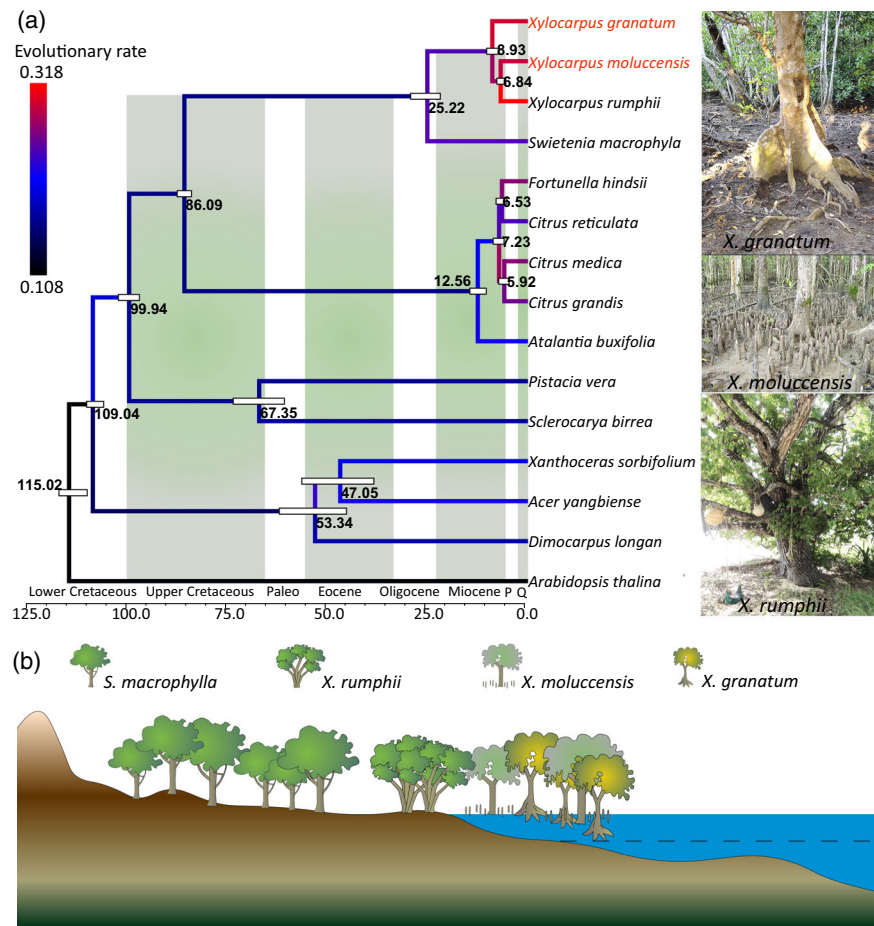 (a)
Evolutionary rate
0.318
0.108
Xylocarpus granatum
8.93
Xylocarpus moluccensis
6.84
Xylocarpus rumphii
25.22
Swietenia macrophyla
Fortunella hindsii
6.53
86.09
Citrus reticulata
7.23
Citrus medica
12.56
5.92
Citrus grandis
99.94
Atalantia buxifolia
Pistacia vera
67.35
109.04
Sclerocarya birrea
Xanthoceras sorbifolium
115.02
47.05
Acer yangbiense
53.34
Dimocarpus longan
Arabidopsis thalina
Lower Cretaceous Upper Cretaceous Paleo Eocene Oligocene Miocene P Q
125.0 100.0 75.0 50.0 25.0 0.0
X. granatum
X. moluccensis
X. rumphii
(b)
S. macrophylla X. rumphii X. moluccensis X. granatum